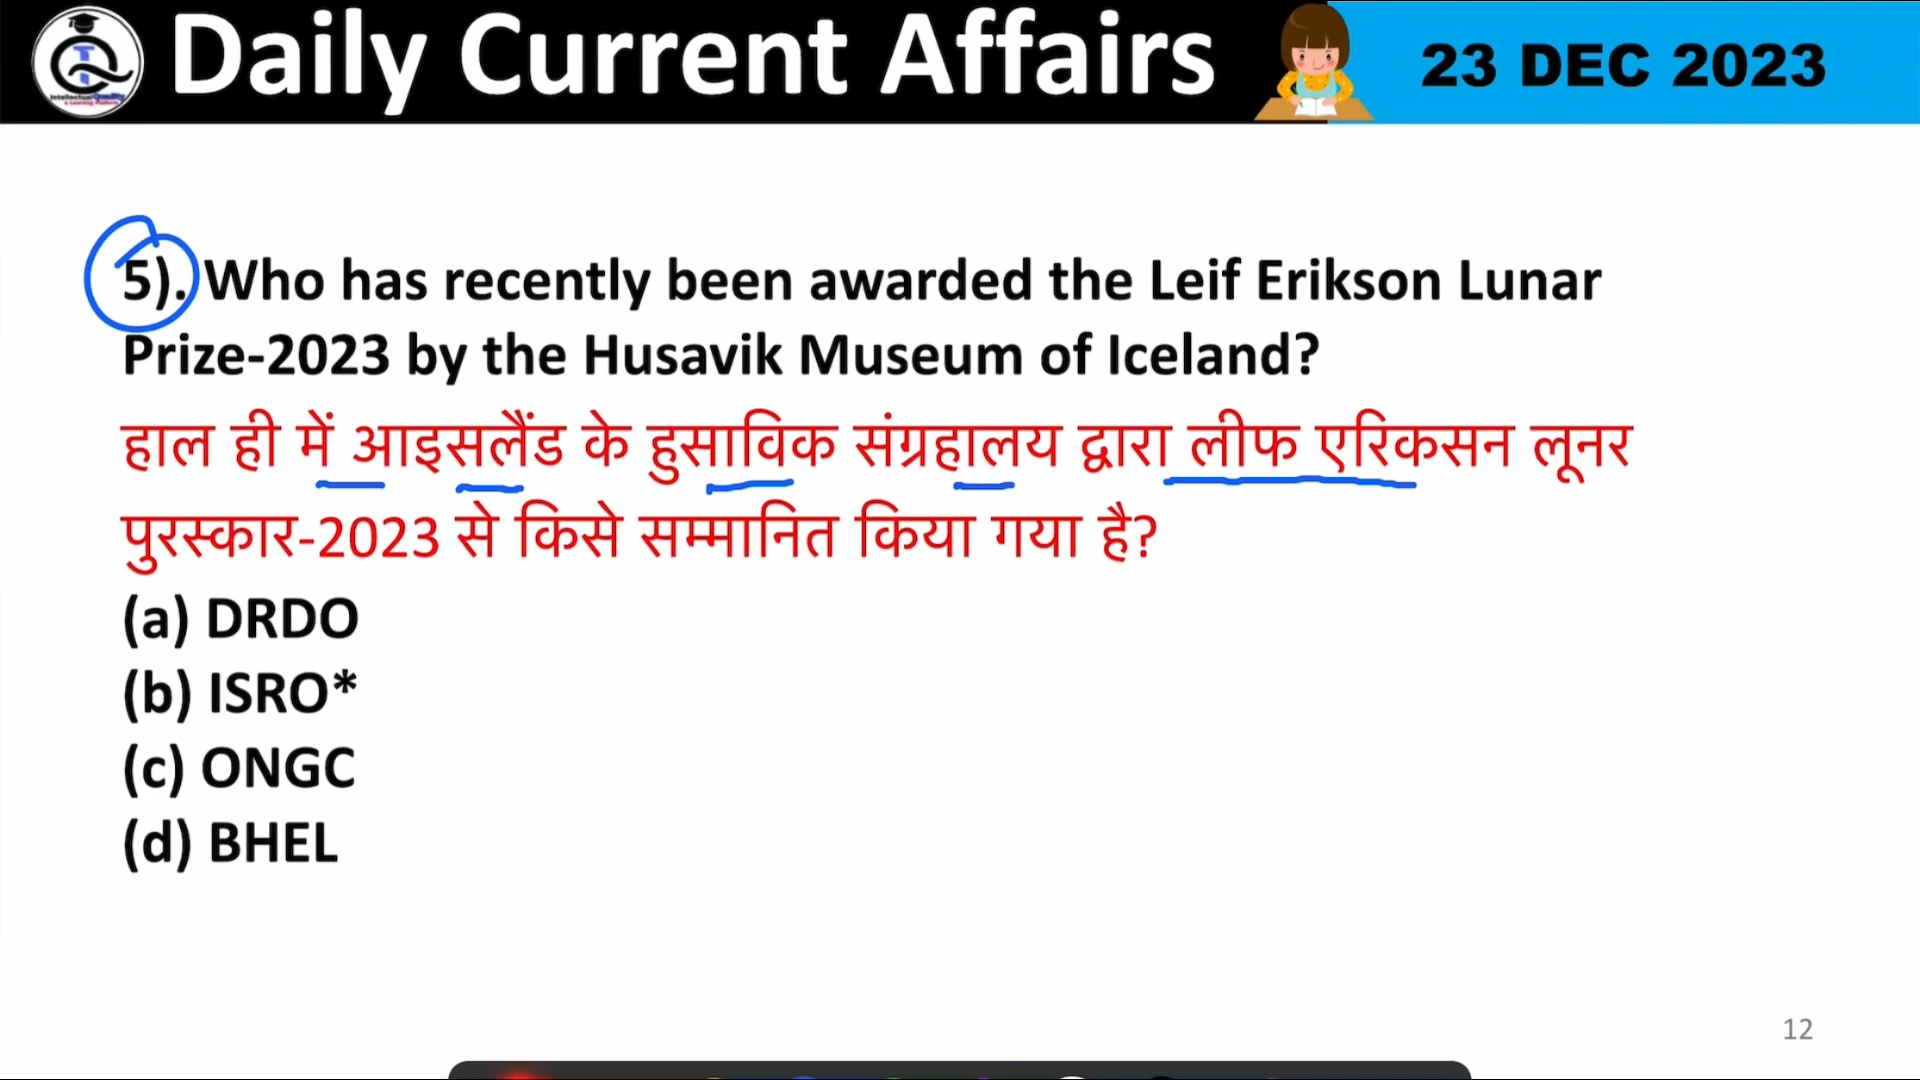 Daily Current Affairs
23 DEC 2023
5). Who has recently been awarded the Leif Erikson Lunar
Prize-2023 by the Husavik Museum of Iceland?
हाल ही में आइसलैंड के हुसाविक संग्रहालय द्वारा लीफ एरिकसन लूनर
पुरस्कार-2023 से किसे सम्मानित किया गया है?
(a) DRDO
(b) ISRO*
(c) ONGC
(d) BHEL
12